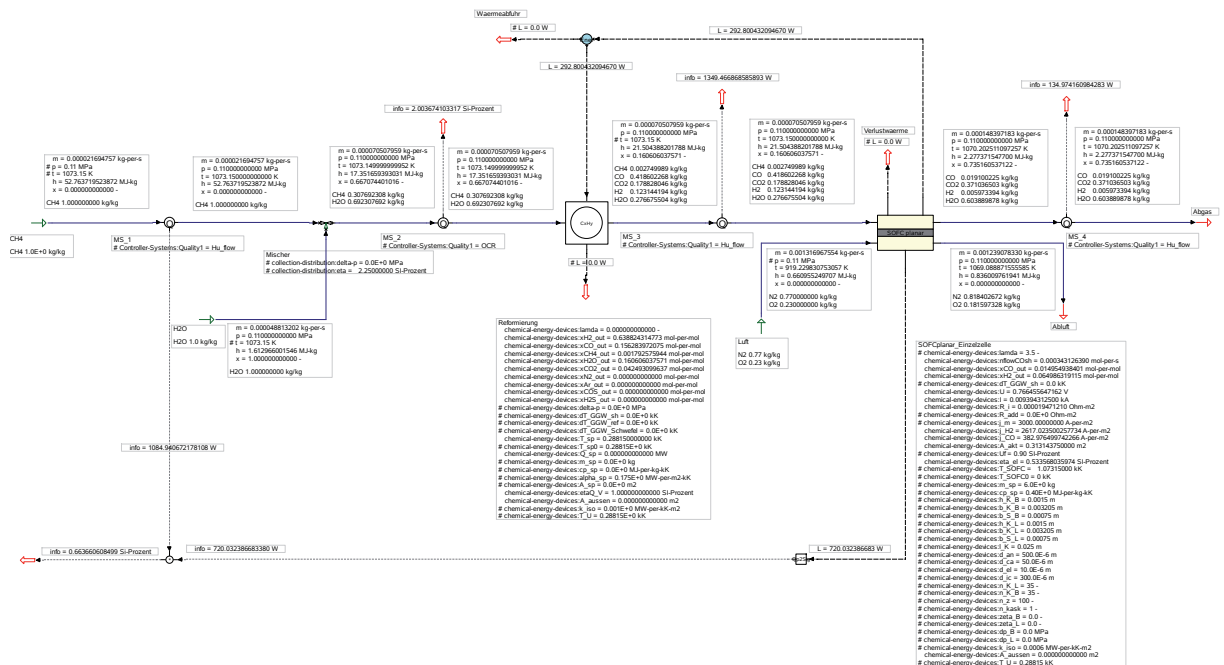 Waermeabfuhr
# L = 0.0 W
L = 292.800432094670 W
L = 292.800432094670 W
info = 1349.466868585893 W
info = 134.974160984283 W
info = 2.003674103317 Si-Prozent
m = 0.000021694757 kg-per-s
# p = 0.11 MPa
# t = 1073.15 K
h = 52.763719523872 MJ-kg
x = 0.000000000000 -
CH4 1.000000000 kg/kg
m = 0.000021694757 kg-per-s
p = 0.110000000000 MPa
t = 1073.150000000000 K
h = 52.763719523872 MJ-kg
x = 0.000000000000 -
CH4 1.000000000 kg/kg
m = 0.000070507959 kg-per-s
p = 0.110000000000 MPa
t = 1073.149999999952 K
h = 17.351659393031 MJ-kg
x = 0.667074401016 -
CH4 0.307692308 kg/kg
H2O 0.692307692 kg/kg
m = 0.000070507959 kg-per-s
p = 0.110000000000 MPa
t = 1073.149999999952 K
h = 17.351659393031 MJ-kg
x = 0.667074401016 -
CH4 0.307692308 kg/kg
H2O 0.692307692 kg/kg
m = 0.000070507959 kg-per-s
p = 0.110000000000 MPa
# t = 1073.15 K
h = 21.504388201788 MJ-kg
x = 0.160606037571 -
CH4 0.002749989 kg/kg
CO 0.418602268 kg/kg
CO2 0.178828046 kg/kg
H2 0.123144194 kg/kg
H2O 0.276675504 kg/kg
m = 0.000070507959 kg-per-s
p = 0.110000000000 MPa
t = 1073.150000000000 K
h = 21.504388201788 MJ-kg
x = 0.160606037571 -
CH4 0.002749989 kg/kg
CO 0.418602268 kg/kg
CO2 0.178828046 kg/kg
H2 0.123144194 kg/kg
H2O 0.276675504 kg/kg
Verlustwaerme
# L = 0.0 W
m = 0.000148397183 kg-per-s
p = 0.110000000000 MPa
t = 1070.202511097257 K
h = 2.277371547700 MJ-kg
x = 0.735160537122 -
CO 0.019100225 kg/kg
CO2 0.371036503 kg/kg
H2 0.005973394 kg/kg
H2O 0.603889878 kg/kg
m = 0.000148397183 kg-per-s
p = 0.110000000000 MPa
t = 1070.202511097257 K
h = 2.277371547700 MJ-kg
x = 0.735160537122 -
CO 0.019100225 kg/kg
CO2 0.371036503 kg/kg
H2 0.005973394 kg/kg
H2O 0.603889878 kg/kg
Abgas
CH4
CH4 1.0E+0 kg/kg
MS_1
# Controller-Systems:Quality1 = Hu_flow
Mischer
# collection-distribution:delta-p = 0.0E+0 MPa
# collection-distribution:eta = 2.25000000 SI-Prozent
MS_2
# Controller-Systems:Quality1 = OCR
CxHy
# L = 0.0 W
MS_3
# Controller-Systems:Quality1 = Hu_flow
SOFC planar
MS_4
# Controller-Systems:Quality1 = Hu_flow
m = 0.001316967554 kg-per-s
# p = 0.11 MPa
t = 919.229830753057 K
h = 0.660955249707 MJ-kg
x = 0.000000000000 -
N2 0.770000000 kg/kg
O2 0.230000000 kg/kg
m = 0.001239078330 kg-per-s
p = 0.110000000000 MPa
t = 1069.088871555585 K
h = 0.836009761941 MJ-kg
x = 0.000000000000 -
N2 0.818402672 kg/kg
O2 0.181597328 kg/kg
Abluft
H2O
H2O 1.0 kg/kg
m = 0.000048813202 kg-per-s
p = 0.110000000000 MPa
# t = 1073.15 K
h = 1.612966001546 MJ-kg
x = 1.000000000000 -
H2O 1.000000000 kg/kg
Luft
N2 0.77 kg/kg
O2 0.23 kg/kg
Reformierung
chemical-energy-devices:lamda = 0.000000000000 -
chemical-energy-devices:xH2_out = 0.638824314773 mol-per-mol
chemical-energy-devices:xCO_out = 0.156283972075 mol-per-mol
chemical-energy-devices:xCH4_out = 0.001792575944 mol-per-mol
chemical-energy-devices:xH2O_out = 0.160606037571 mol-per-mol
chemical-energy-devices:xCO2_out = 0.042493099637 mol-per-mol
chemical-energy-devices:xN2_out = 0.000000000000 mol-per-mol
chemical-energy-devices:xAr_out = 0.000000000000 mol-per-mol
chemical-energy-devices:xCOS_out = 0.000000000000 mol-per-mol
chemical-energy-devices:xH2S_out = 0.000000000000 mol-per-mol
# chemical-energy-devices:delta-p = 0.0E+0 MPa
# chemical-energy-devices:dT_GGW_sh = 0.0E+0 kK
# chemical-energy-devices:dT_GGW_ref = 0.0E+0 kK
# chemical-energy-devices:dT_GGW_Schwefel = 0.0E+0 kK
chemical-energy-devices:T_sp = 0.288150000000 kK
# chemical-energy-devices:T_sp0 = 0.28815E+0 kK
chemical-energy-devices:Q_sp = 0.000000000000 MW
# chemical-energy-devices:m_sp = 0.0E+0 kg
# chemical-energy-devices:cp_sp = 0.0E+0 MJ-per-kg-kK
# chemical-energy-devices:alpha_sp = 0.175E+0 MW-per-m2-kK
# chemical-energy-devices:A_sp = 0.0E+0 m2
chemical-energy-devices:etaQ_V = 1.000000000000 SI-Prozent
chemical-energy-devices:A_aussen = 0.000000000000 m2
# chemical-energy-devices:k_iso = 0.001E+0 MW-per-kK-m2
# chemical-energy-devices:T_U = 0.28815E+0 kK
SOFCplanar_Einzelzelle
# chemical-energy-devices:lamda = 3.5 -
chemical-energy-devices:nflowCOsh = 0.000343126390 mol-per-s
chemical-energy-devices:xCO_out = 0.014954938401 mol-per-mol
chemical-energy-devices:xH2_out = 0.064986319115 mol-per-mol
# chemical-energy-devices:dT_GGW_sh = 0.0 kK
chemical-energy-devices:U = 0.766455647162 V
chemical-energy-devices:I = 0.009394312500 kA
chemical-energy-devices:R_i = 0.000019471210 Ohm-m2
# chemical-energy-devices:R_add = 0.0E+0 Ohm-m2
# chemical-energy-devices:j_m = 3000.00000000 A-per-m2
chemical-energy-devices:j_H2 = 2617.023500257734 A-per-m2
chemical-energy-devices:j_CO = 382.976499742266 A-per-m2
chemical-energy-devices:A_akt = 0.313143750000 m2
# chemical-energy-devices:Uf = 0.90 SI-Prozent
chemical-energy-devices:eta_el = 0.533568035974 SI-Prozent
# chemical-energy-devices:T_SOFC = 1.07315000 kK
# chemical-energy-devices:T_SOFC0 = 0 kK
# chemical-energy-devices:m_sp = 6.0E+0 kg
# chemical-energy-devices:cp_sp = 0.40E+0 MJ-per-kg-kK
# chemical-energy-devices:h_K_B = 0.0015 m
# chemical-energy-devices:b_K_B = 0.003205 m
# chemical-energy-devices:b_S_B = 0.00075 m
# chemical-energy-devices:h_K_L = 0.0015 m
# chemical-energy-devices:b_K_L = 0.003205 m
# chemical-energy-devices:b_S_L = 0.00075 m
# chemical-energy-devices:l_K = 0.025 m
# chemical-energy-devices:d_an = 500.0E-6 m
# chemical-energy-devices:d_ca = 50.0E-6 m
# chemical-energy-devices:d_el = 10.0E-6 m
# chemical-energy-devices:d_ic = 300.0E-6 m
# chemical-energy-devices:n_K_L = 35 -
# chemical-energy-devices:n_K_B = 35 -
# chemical-energy-devices:n_z = 100 -
# chemical-energy-devices:n_kask = 1 -
# chemical-energy-devices:zeta_B = 0.0 -
# chemical-energy-devices:zeta_L = 0.0 -
# chemical-energy-devices:dp_B = 0.0 MPa
# chemical-energy-devices:dp_L = 0.0 MPa
# chemical-energy-devices:k_iso = 0.0006 MW-per-kK-m2
chemical-energy-devices:A_aussen = 0.000000000000 m2
# chemical-energy-devices:T_U = 0.28815 kK
info = 1084.940672178108 W
info = 0.663660608499 Si-Prozent
info = 720.032386683380 W
L = 720.032386683 W